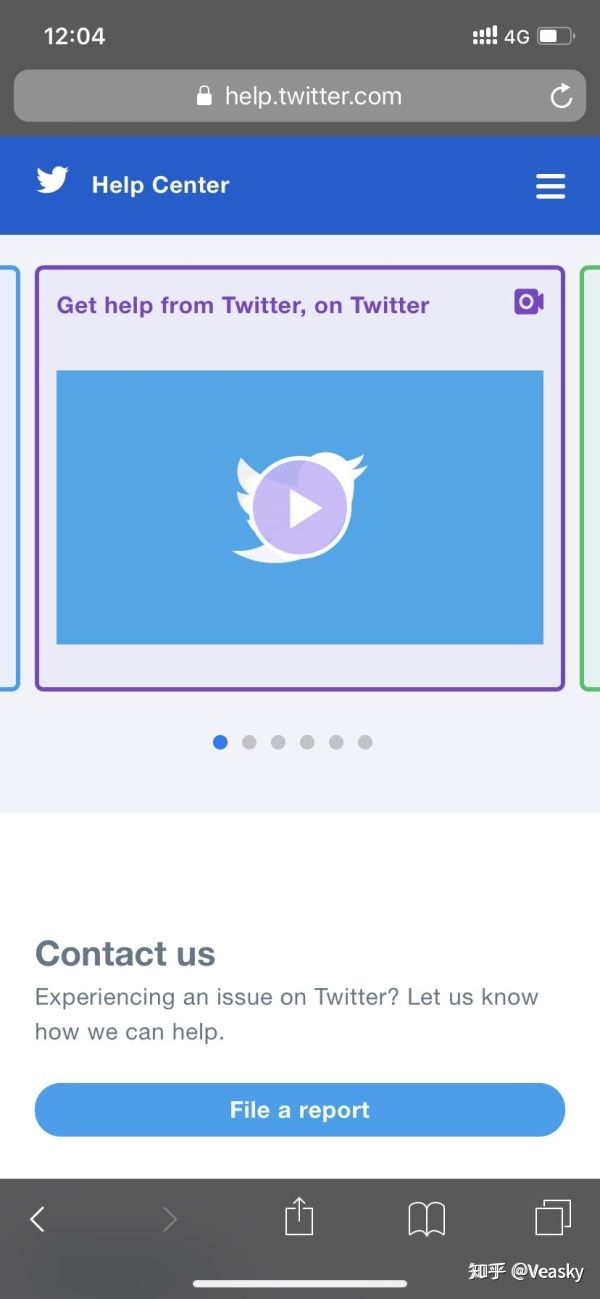 12:04
4G
help.twitter.com
Help Center
Get help from Twitter, on Twitter
Contact us
Experiencing an issue on Twitter? Let us know
how we can help.
File a report
知乎 @Veasky